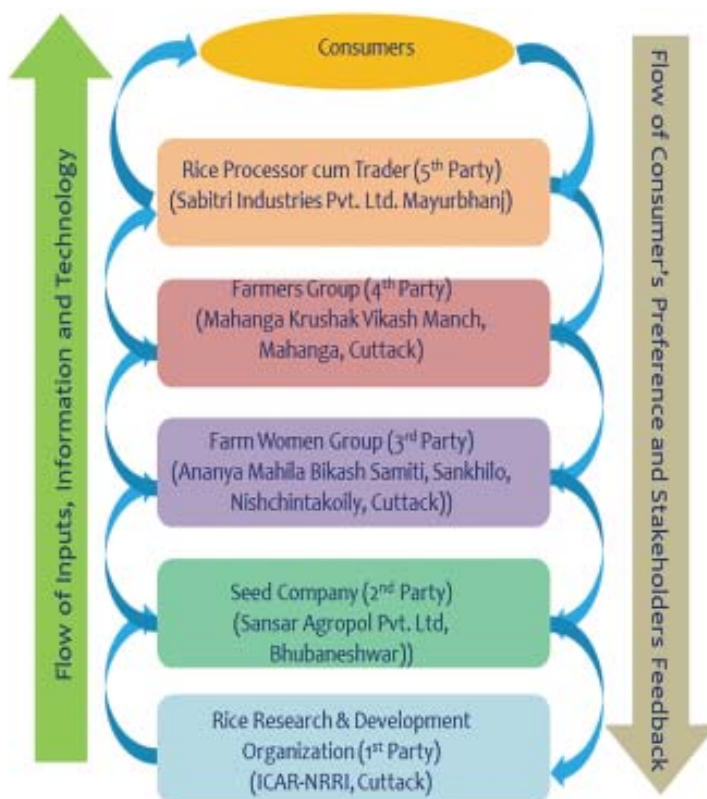 Consumers
Rice Processor cum Trader (5th Party)
(Sabitri Industries Pvt. Ltd. Mayurbhanj)
Farmers Group (4th Party)
(Mahanga Krushak Vikash Manch,
Mahanga, Cuttack)
Farm Women Group (3rd Party)
(Ananya Mahila Bikash Samiti, Sankhilo,
Nishchintakoily, Cuttack))
Seed Company (2nd Party)
(Sansar Agropol Pvt. Ltd,
Bhubaneshwar))
Rice Research & Development
Organization (1st Party)
(ICAR-NRRI, Cuttack)
Flow of Inputs, Information and Technology
Flow of Consumer's Preference and Stakeholders Feedback